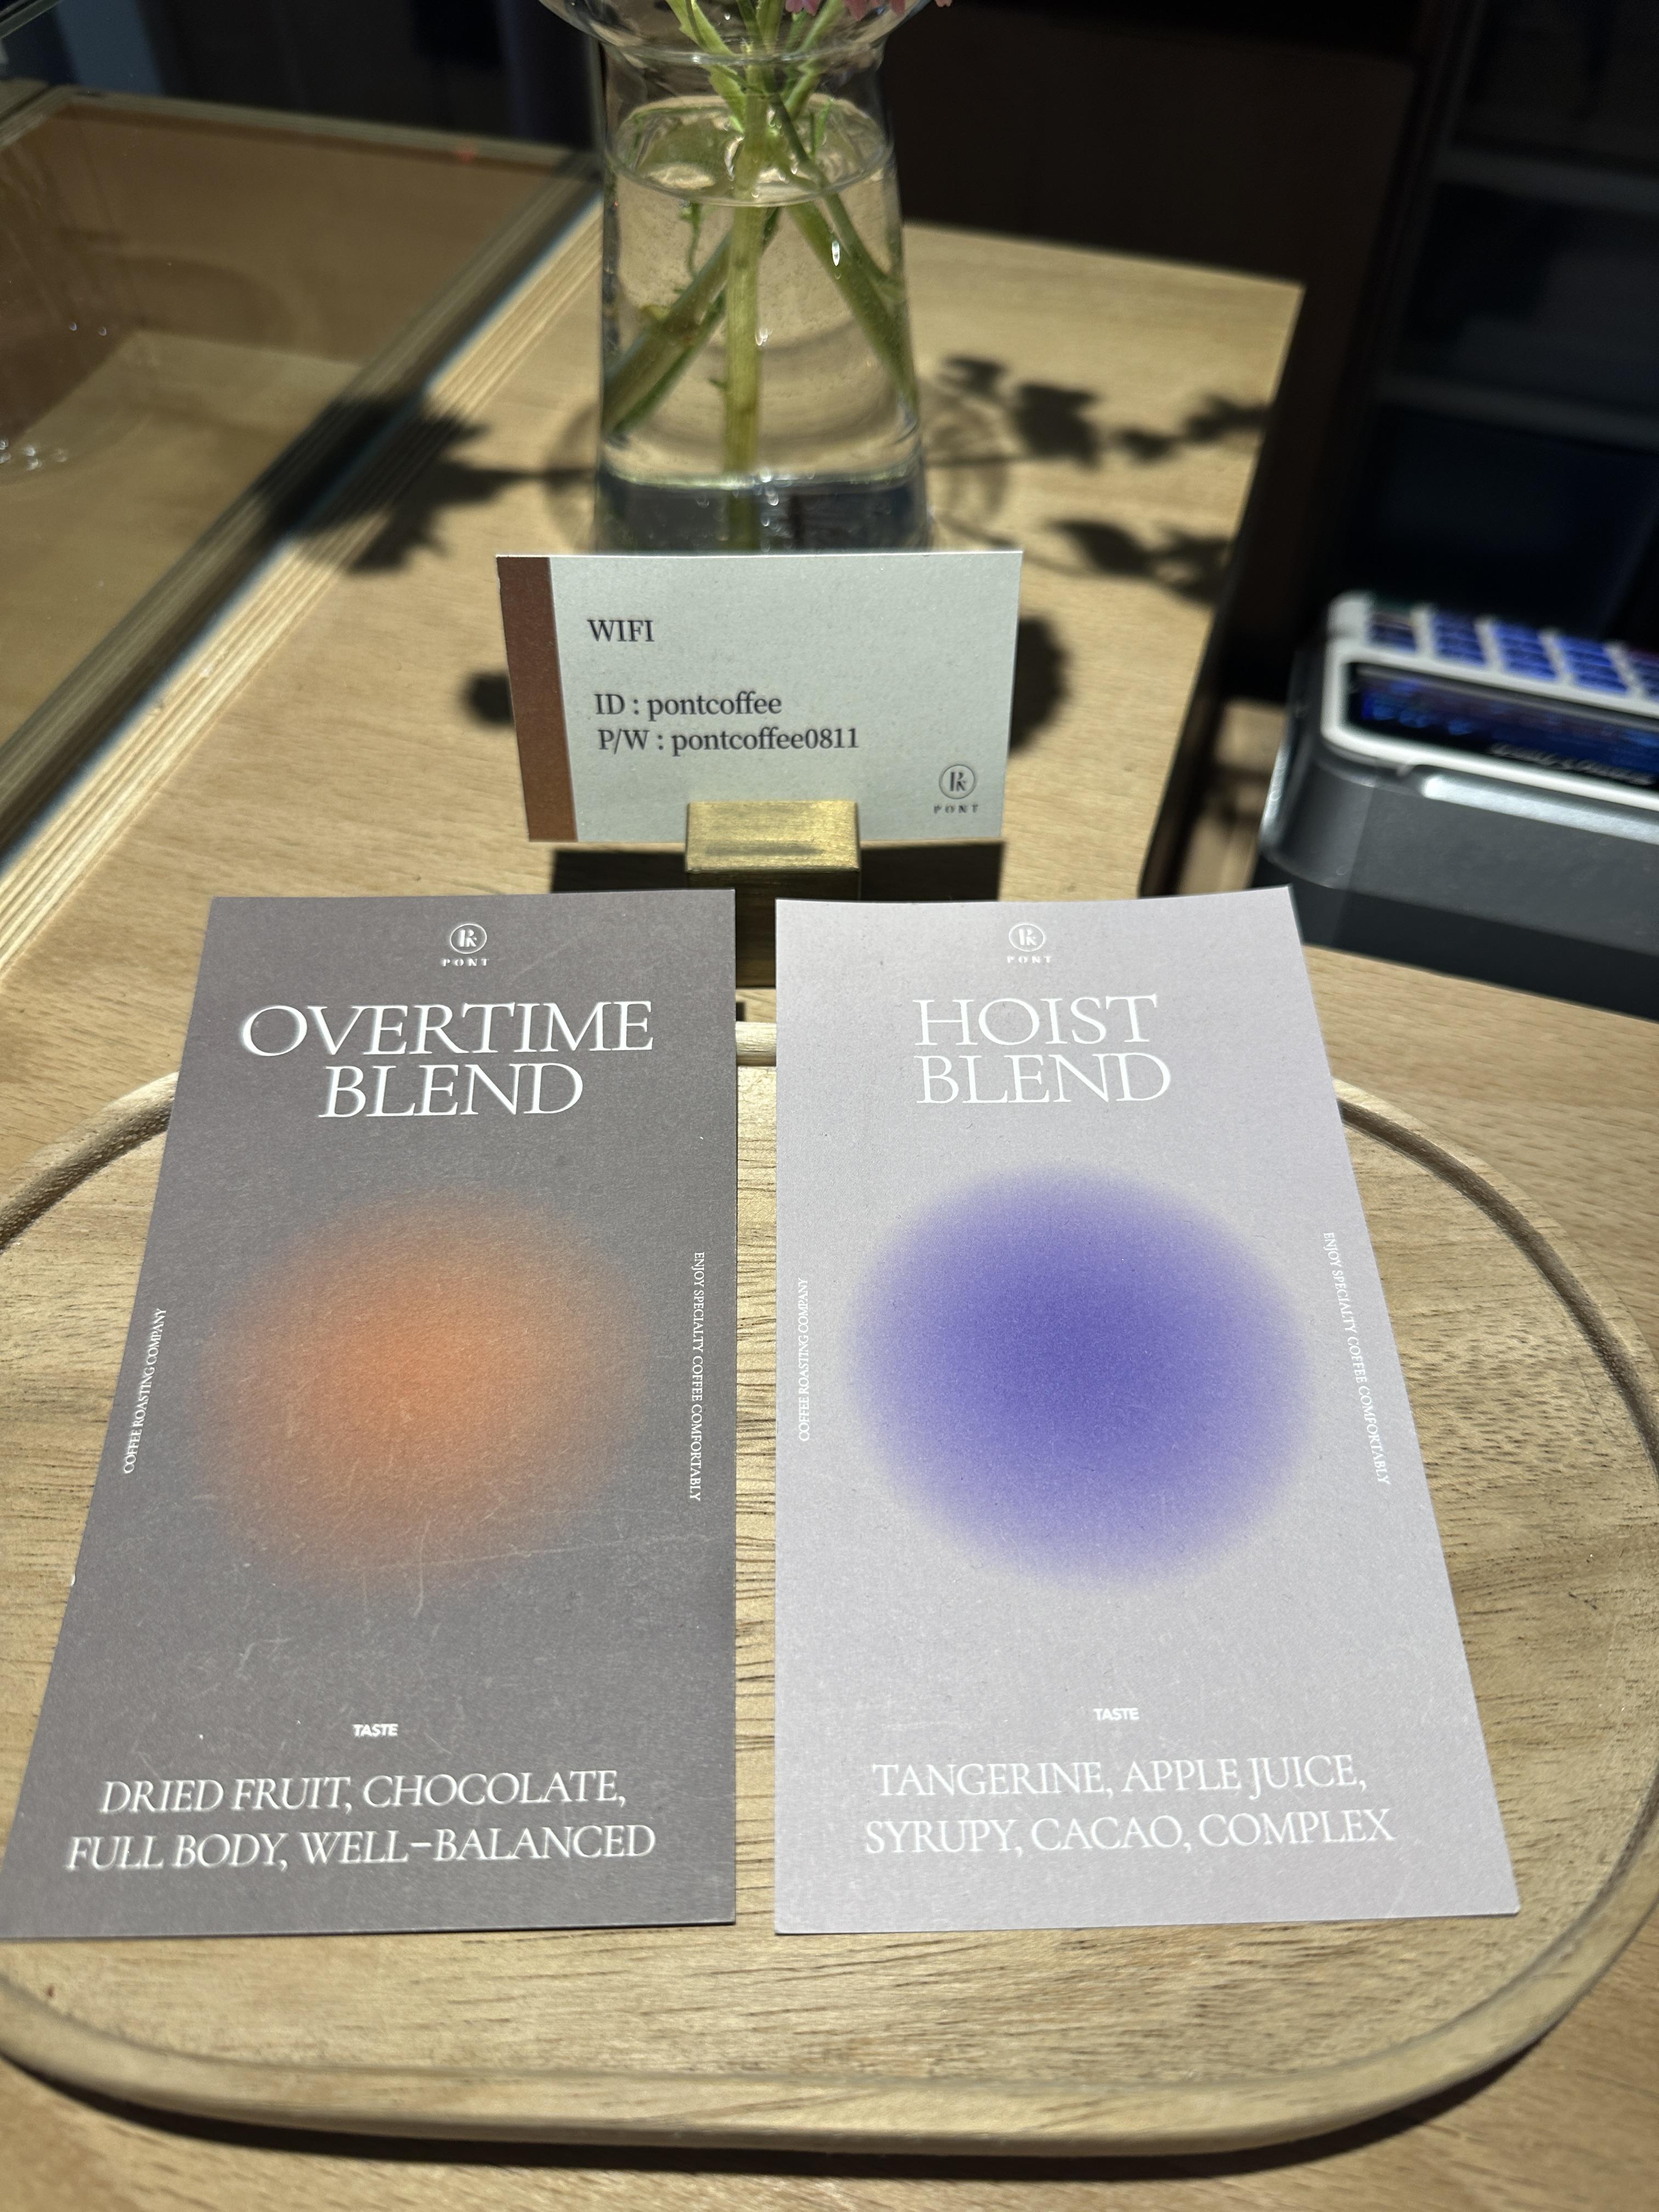 WIFI
ID : pontcoffee
P/W : pontcoffee0811
PONT
PONT
OVERTIME
BLEND
COFFEE ROASTING COMPANY
ENJOY SPECIALTY COFFEE COMFORTABLY
TASTE
DRIED FRUIT, CHOCOLATE,
FULL BODY, WELL-BALANCED
PONT
HOIST
BLEND
COFFEE ROASTING COMPANY
ENJOY SPECIALTY COFFEE COMFORTABLY
TASTE
TANGERINE, APPLE JUICE,
SYRUPY, CACAO, COMPLEX